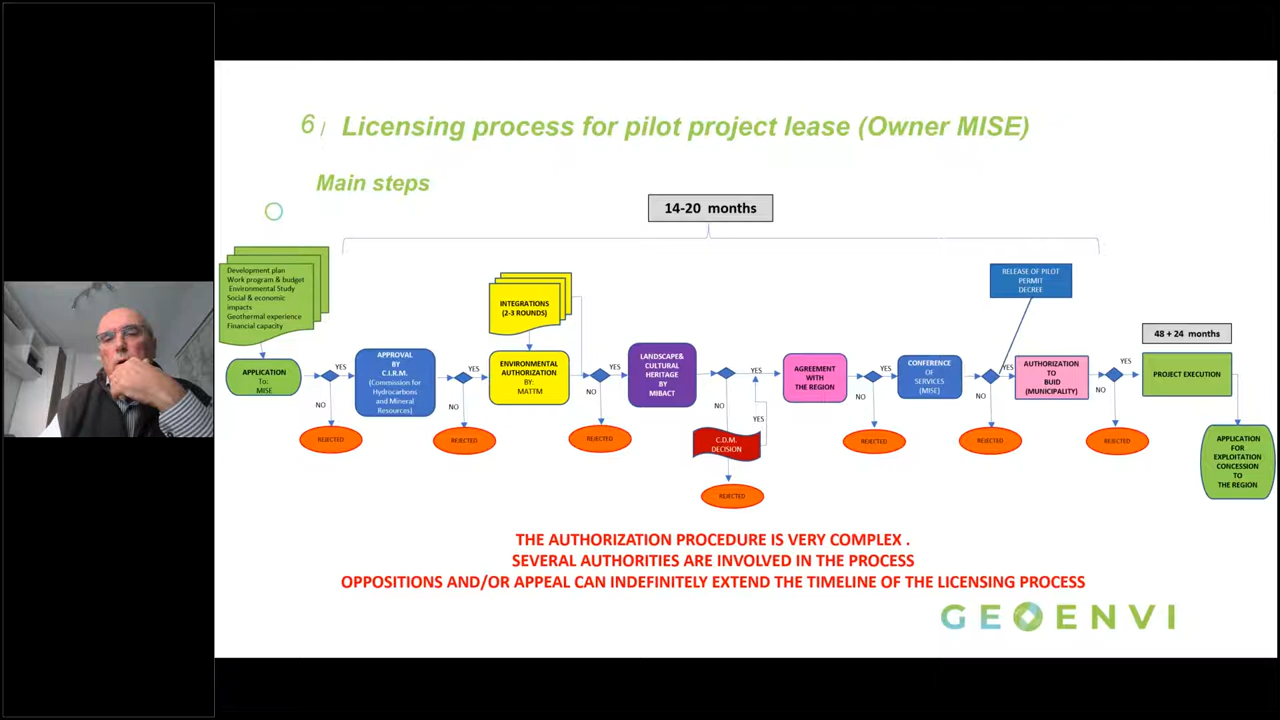 6 / Licensing process for pilot project lease (Owner MISE)
Main steps
14-20 months
Development plan
Work program & budget
Environmental Study
Social & economic
impacts
Geothermal experience
Financial capacity
INTEGRATIONS
(2-3 ROUNDS)
RELEASE OF PILOT
PERMIT
DECREE
48 + 24 months
APPLICATION
To:
MISE
YES
NO
REJECTED
APPROVAL
BY
C.I.R.M.
(Commission for
Hydrocarbons
and Mineral
Resources)
YES
NO
REJECTED
ENVIRONMENTAL
AUTHORIZATION
BY:
MATTM
YES
NO
REJECTED
LANDSCAPE&
CULTURAL
HERITAGE
BY
MIBACT
YES
NO
YES
C.D.M.
DECISION
REJECTED
AGREEMENT
WITH
THE REGION
YES
NO
REJECTED
CONFERENCE
OF
SERVICES
(MISE)
YES
NO
REJECTED
AUTHORIZATION
TO
BUID
(MUNICIPALITY)
YES
NO
REJECTED
PROJECT EXECUTION
APPLICATION
FOR
EXPLOITATION
CONCESSION
TO
THE REGION
THE AUTHORIZATION PROCEDURE IS VERY COMPLEX .
SEVERAL AUTHORITIES ARE INVOLVED IN THE PROCESS
OPPOSITIONS AND/OR APPEAL CAN INDEFINITELY EXTEND THE TIMELINE OF THE LICENSING PROCESS
GEOENVI